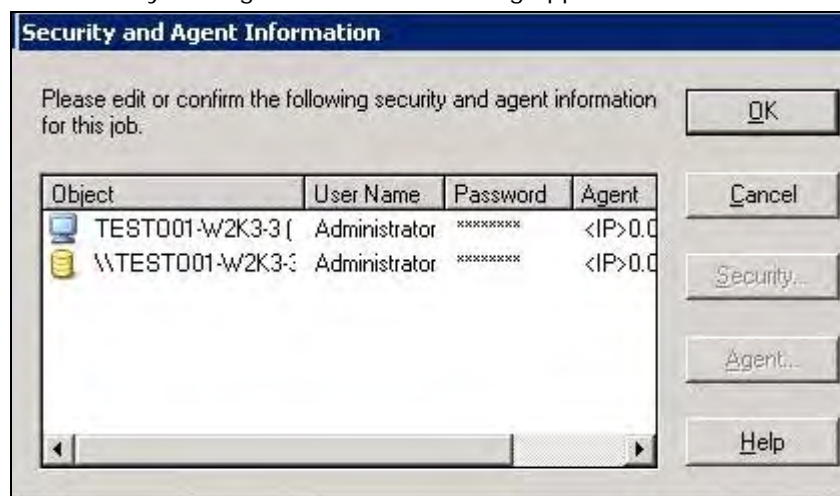 Security and Agent Information
Please edit or confirm the following security and agent information
for this job.
OK
Cancel
Security...
Agent...
Help
Object User Name Password Agent
TEST001-W2K3-3 ( Administrator ******** <IP>0.0
\\TEST001-W2K3-3 Administrator ******** <IP>0.0